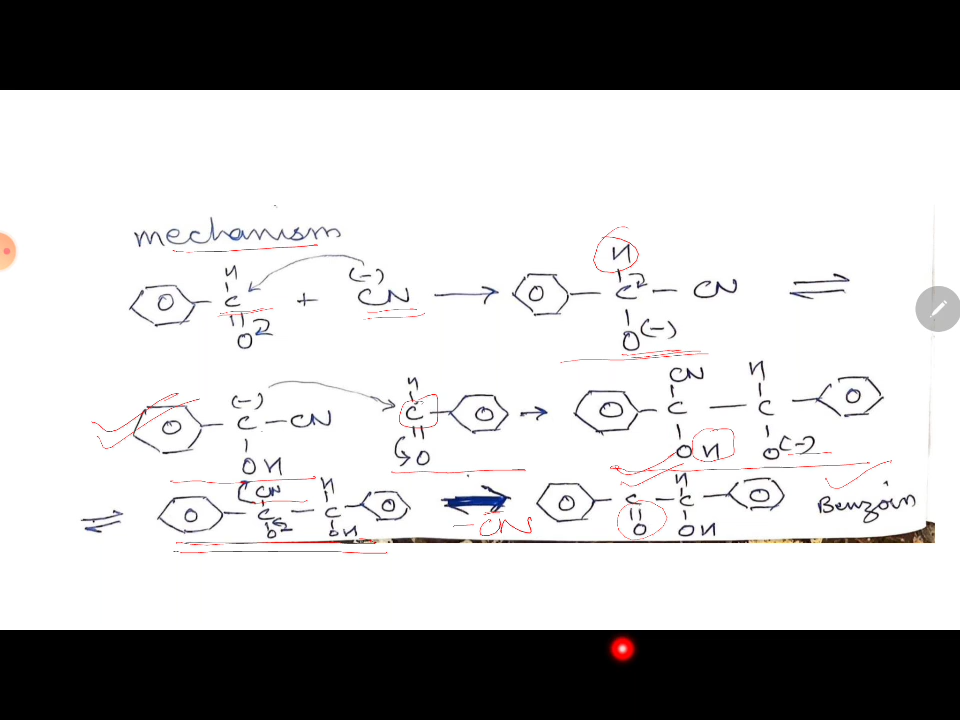 mechanism
H (-) H
C + CN → C — CN ⇌
O O(-)
(-) H CN H
C — CN C → C — C
OH O OH O(-)
CN H H
⇌ C — C → C — C Benzoin
O OH -CN O OH